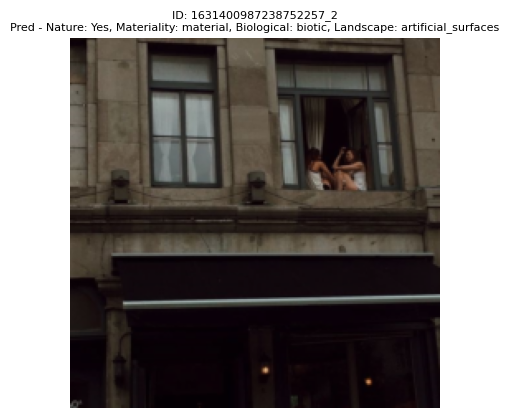 ID: 1631400987238752257_2
Pred - Nature: Yes, Materiality: material, Biological: biotic, Landscape: artificial_surfaces